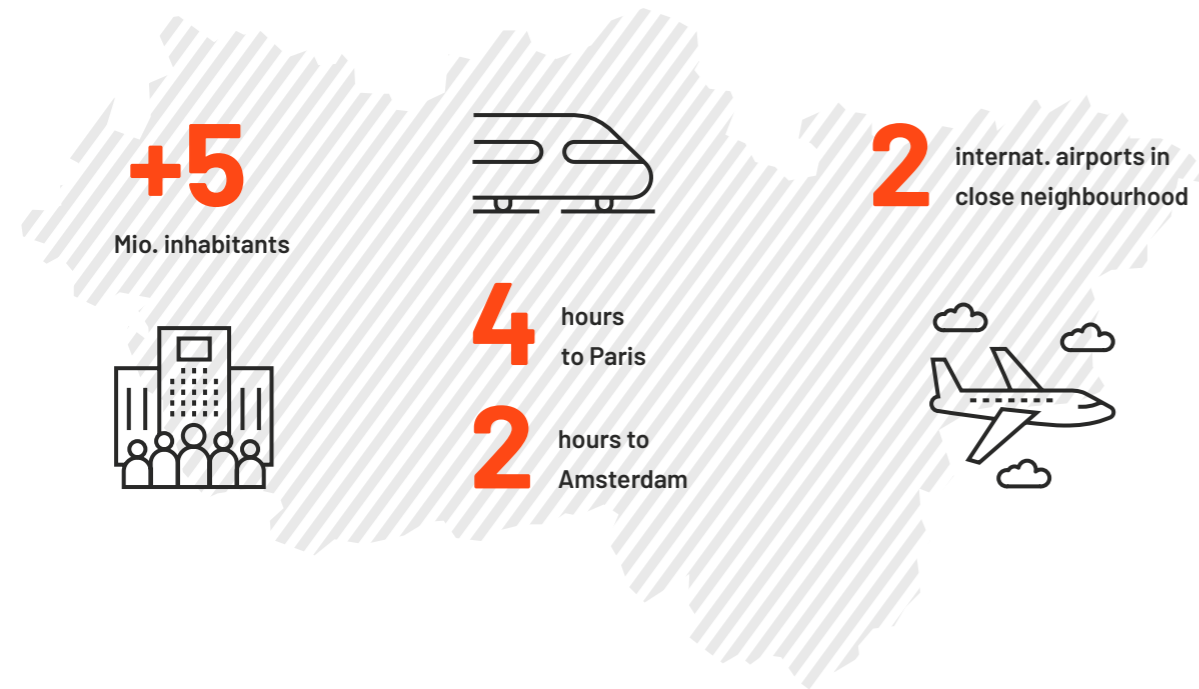 +5
Mio. inhabitants
4
hours
to Paris
2
hours to
Amsterdam
2
internat. airports in
close neighbourhood